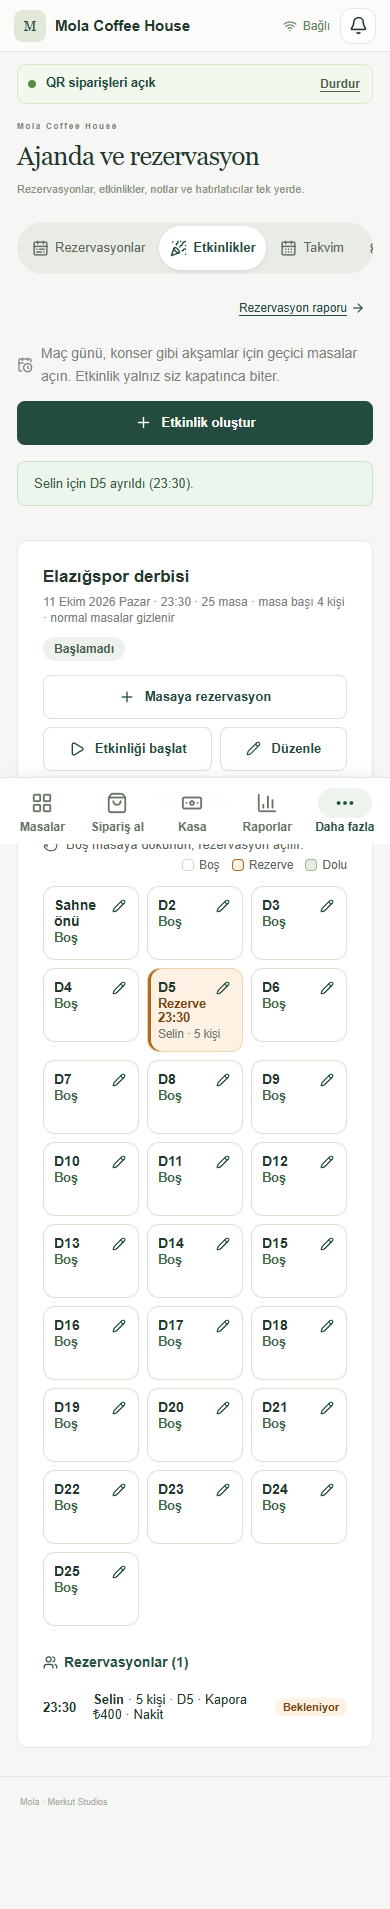 M Mola Coffee House Bağlı
QR siparişleri açık Durdur
Mola Coffee House
Ajanda ve rezervasyon
Rezervasyonlar, etkinlikler, notlar ve hatırlatıcılar tek yerde.
Rezervasyonlar Etkinlikler Takvim
Rezervasyon raporu
Maç günü, konser gibi akşamlar için geçici masalar
açın. Etkinlik yalnız siz kapatınca biter.
Etkinlik oluştur
Selin için D5 ayrıldı (23:30).
Elazığspor derbisi
11 Ekim 2026 Pazar · 23:30 · 25 masa · masa başı 4 kişi
· normal masalar gizlenir
Başlamadı
Masaya rezervasyon
Etkinliği başlat Düzenle
Masalar Sipariş al Kasa Raporlar Daha fazla
Boş masaya dokunun, rezervasyon açılır.
Boş Rezerve Dolu
Sahne önü Boş
D2 Boş
D3 Boş
D4 Boş
D5 Rezerve 23:30 Selin · 5 kişi
D6 Boş
D7 Boş
D8 Boş
D9 Boş
D10 Boş
D11 Boş
D12 Boş
D13 Boş
D14 Boş
D15 Boş
D16 Boş
D17 Boş
D18 Boş
D19 Boş
D20 Boş
D21 Boş
D22 Boş
D23 Boş
D24 Boş
D25 Boş
Rezervasyonlar (1)
23:30 Selin · 5 kişi · D5 · Kapora
₺400 · Nakit Bekleniyor
Mola · Merkut Studios